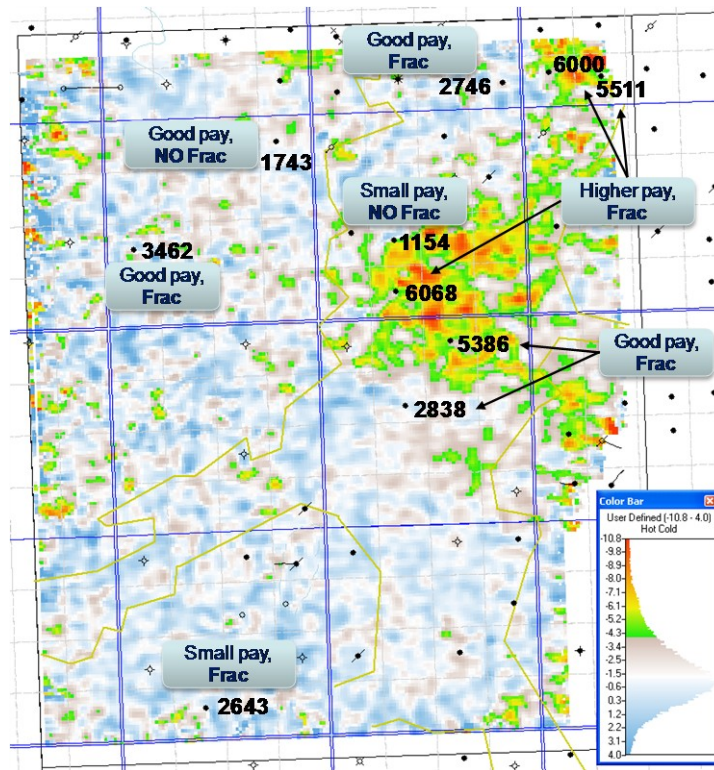 Good pay,
Frac
2746
6000
5511
Good pay,
NO Frac
1743
Small pay,
NO Frac
Higher pay,
Frac
1154
3462
Good pay,
Frac
6068
5386
Good pay,
Frac
2838
Small pay,
Frac
2643
Color Bar
User Defined (-10.8 - 4.0)
Hot Cold
-10.8
-9.8
-8.9
-8.0
-7.1
-6.1
-5.2
-4.3
-3.4
-2.5
-1.5
-0.6
0.3
1.2
2.2
3.1
4.0